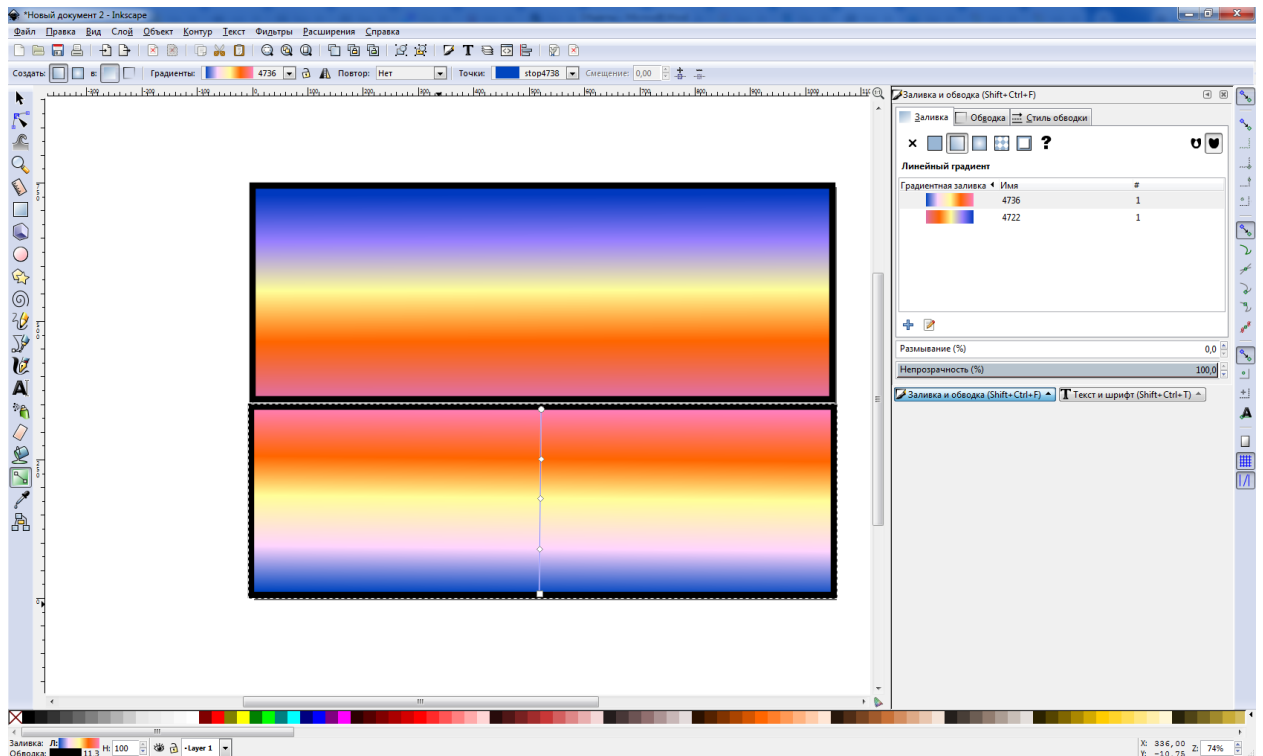 *Новый документ 2 - Inkscape
Файл Правка Вид Слой Объект Контур Текст Фильтры Расширения Справка
Создать: в: Градиенты: 4736 Повтор: Нет Точки: stop4738 Смещение: 0,00
Заливка и обводка (Shift+Ctrl+F)
Заливка Обводка Стиль обводки
Линейный градиент
Градиентная заливка Имя #
4736 1
4722 1
Размывание (%) 0,0
Непрозрачность (%) 100,0
Заливка и обводка (Shift+Ctrl+F) Текст и шрифт (Shift+Ctrl+T)
Заливка: Л: Н: 100 -Layer 1 X: 336,00 Z: 74%
Обводка: 11,3 Y: -10,75